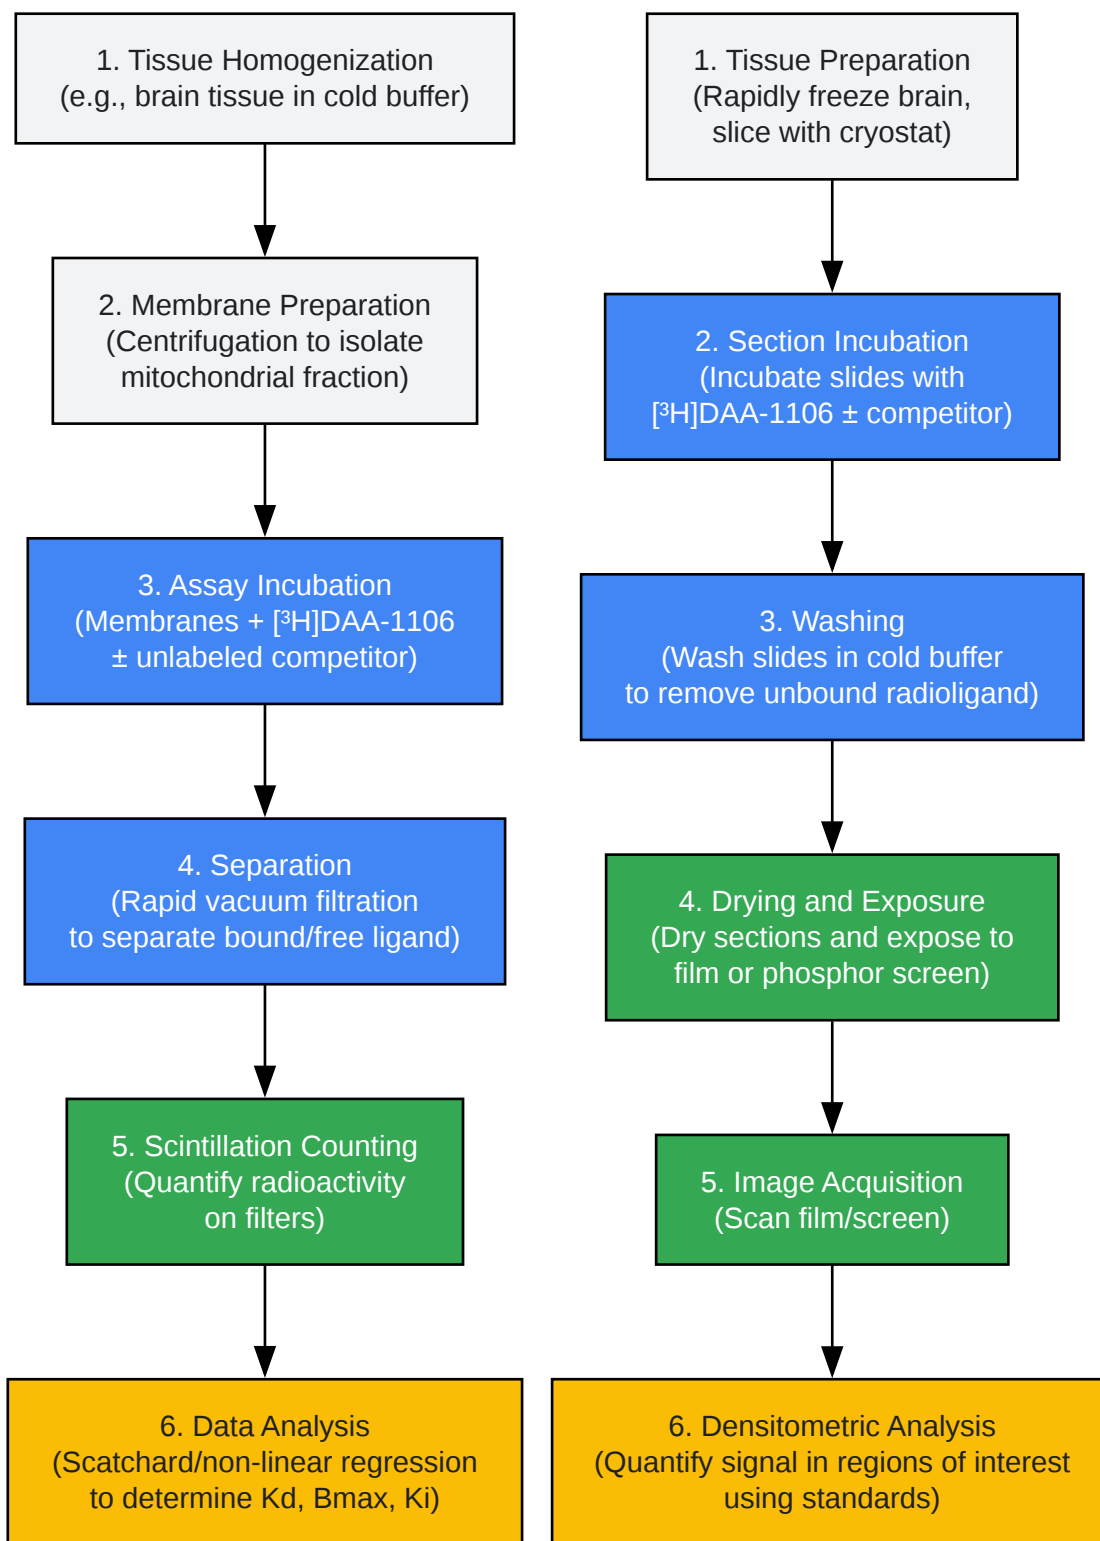 1. Tissue Homogenization
(e.g., brain tissue in cold buffer)
2. Membrane Preparation
(Centrifugation to isolate
mitochondrial fraction)
3. Assay Incubation
(Membranes + [³H]DAA-1106
± unlabeled competitor)
4. Separation
(Rapid vacuum filtration
to separate bound/free ligand)
5. Scintillation Counting
(Quantify radioactivity
on filters)
6. Data Analysis
(Scatchard/non-linear regression
to determine Kd, Bmax, Ki)
1. Tissue Preparation
(Rapidly freeze brain,
slice with cryostat)
2. Section Incubation
(Incubate slides with
[³H]DAA-1106 ± competitor)
3. Washing
(Wash slides in cold buffer
to remove unbound radioligand)
4. Drying and Exposure
(Dry sections and expose to
film or phosphor screen)
5. Image Acquisition
(Scan film/screen)
6. Densitometric Analysis
(Quantify signal in regions of interest
using standards)